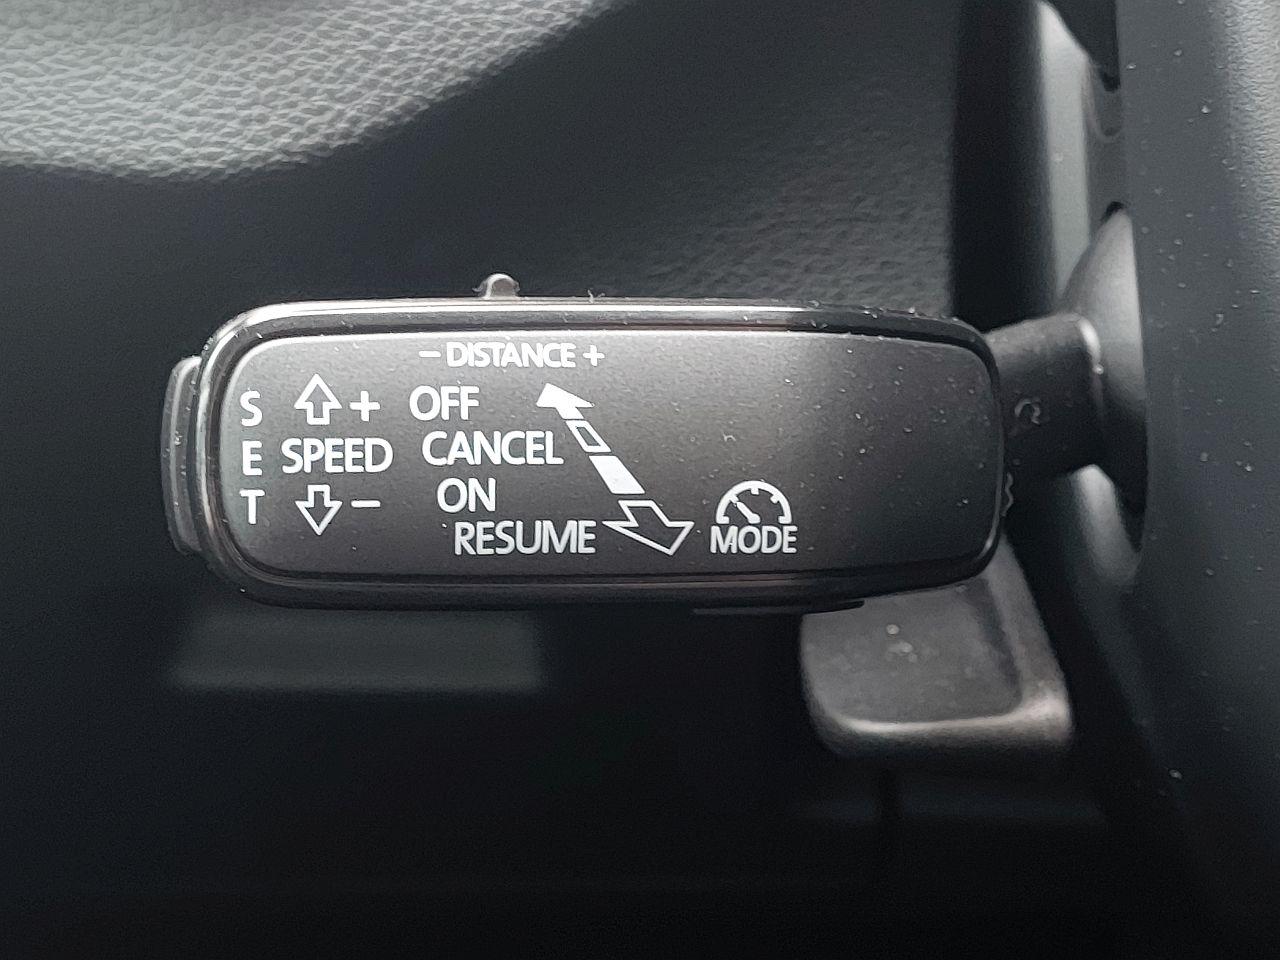 − DISTANCE +
S + OFF
E SPEED CANCEL
T − ON
RESUME MODE